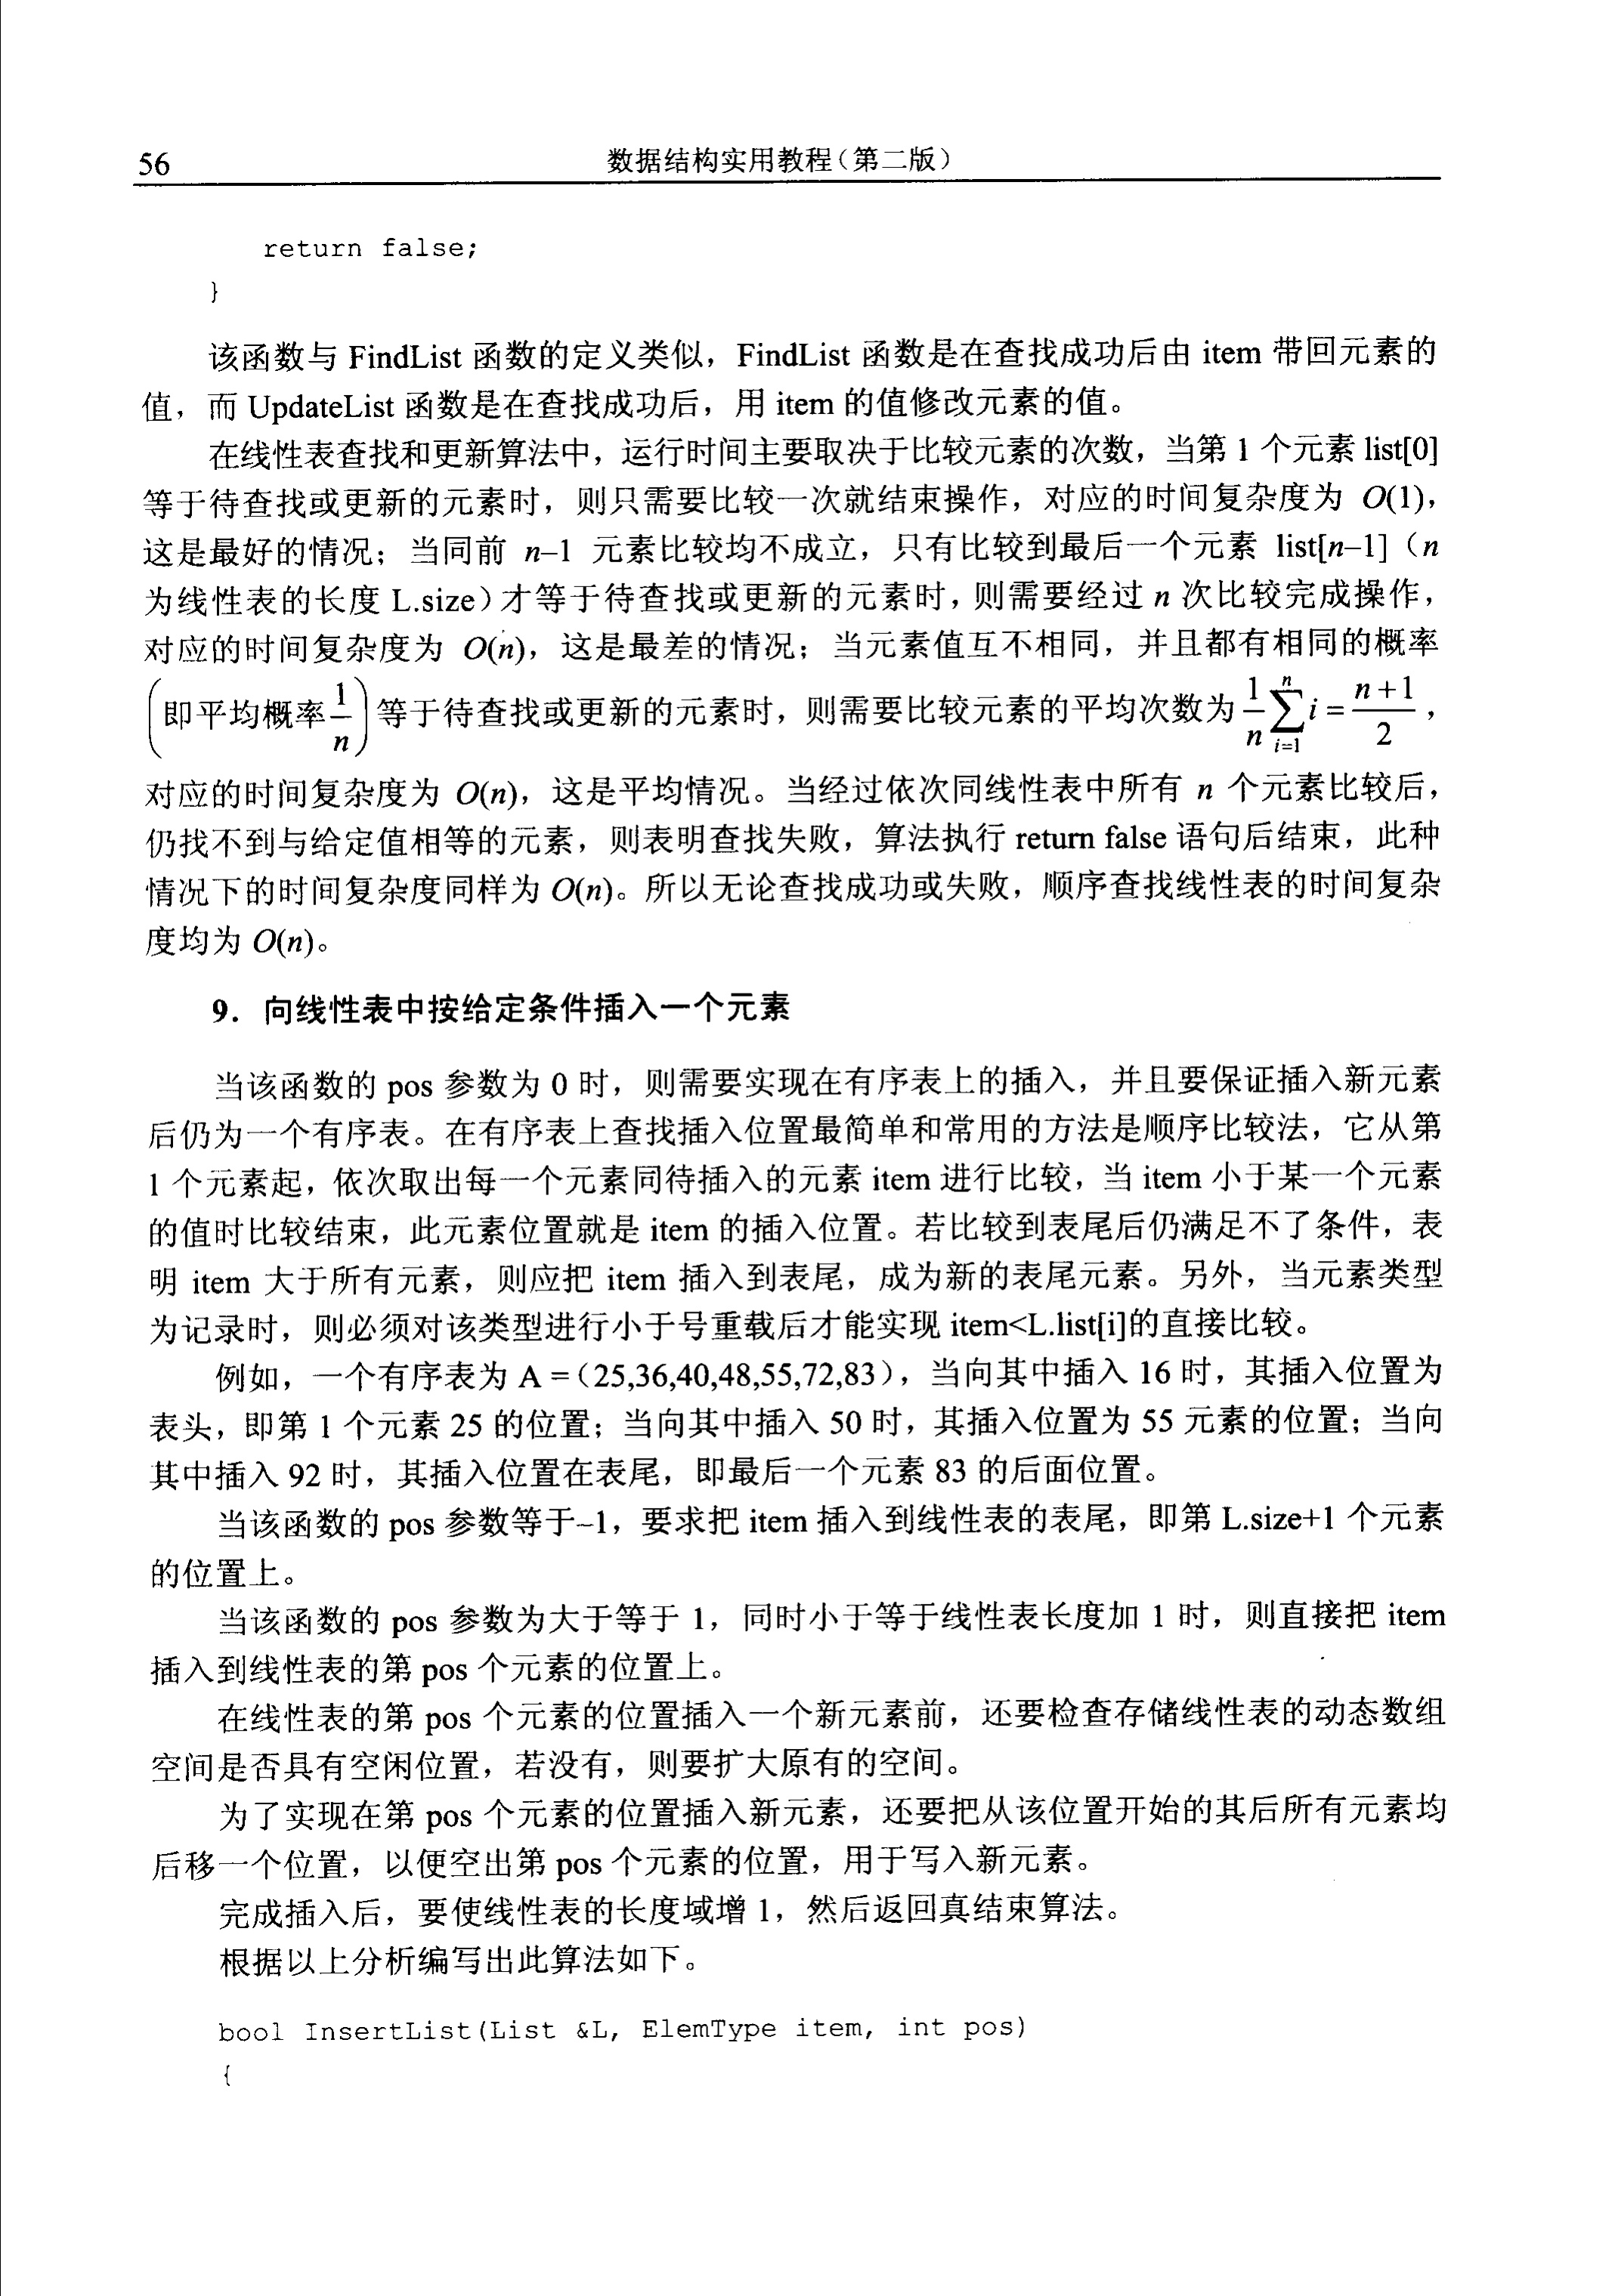 56
数据结构实用教程(第二版)
return false;
}
该函数与 FindList 函数的定义类似，FindList 函数是在查找成功后由 item 带回元素的
值，而 UpdateList 函数是在查找成功后，用 item 的值修改元素的值。
在线性表查找和更新算法中，运行时间主要取决于比较元素的次数，当第 1 个元素 list[0]
等于待查找或更新的元素时，则只需要比较一次就结束操作，对应的时间复杂度为 O(1)，
这是最好的情况；当同前 n–1 元素比较均不成立，只有比较到最后一个元素 list[n–1]（n
为线性表的长度 L.size）才等于待查找或更新的元素时，则需要经过 n 次比较完成操作，
对应的时间复杂度为 O(n)，这是最差的情况；当元素值互不相同，并且都有相同的概率
(即平均概率 1/n) 等于待查找或更新的元素时，则需要比较元素的平均次数为 1/n ∑_{i=1}^{n} i = (n+1)/2，
对应的时间复杂度为 O(n)，这是平均情况。当经过依次同线性表中所有 n 个元素比较后，
仍找不到与给定值相等的元素，则表明查找失败，算法执行 return false 语句后结束，此种
情况下的时间复杂度同样为 O(n)。所以无论查找成功或失败，顺序查找线性表的时间复杂
度均为 O(n)。
9．向线性表中按给定条件插入一个元素
当该函数的 pos 参数为 0 时，则需要实现在有序表上的插入，并且要保证插入新元素
后仍为一个有序表。在有序表上查找插入位置最简单和常用的方法是顺序比较法，它从第
1 个元素起，依次取出每一个元素同待插入的元素 item 进行比较，当 item 小于某一个元素
的值时比较结束，此元素位置就是 item 的插入位置。若比较到表尾后仍满足不了条件，表
明 item 大于所有元素，则应把 item 插入到表尾，成为新的表尾元素。另外，当元素类型
为记录时，则必须对该类型进行小于号重载后才能实现 item<L.list[i]的直接比较。
例如，一个有序表为 A =（25,36,40,48,55,72,83），当向其中插入 16 时，其插入位置为
表头，即第 1 个元素 25 的位置；当向其中插入 50 时，其插入位置为 55 元素的位置；当向
其中插入 92 时，其插入位置在表尾，即最后一个元素 83 的后面位置。
当该函数的 pos 参数等于–1，要求把 item 插入到线性表的表尾，即第 L.size+1 个元素
的位置上。
当该函数的 pos 参数为大于等于 1，同时小于等于线性表长度加 1 时，则直接把 item
插入到线性表的第 pos 个元素的位置上。
在线性表的第 pos 个元素的位置插入一个新元素前，还要检查存储线性表的动态数组
空间是否具有空闲位置，若没有，则要扩大原有的空间。
为了实现在第 pos 个元素的位置插入新元素，还要把从该位置开始的其后所有元素均
后移一个位置，以便空出第 pos 个元素的位置，用于写入新元素。
完成插入后，要使线性表的长度域增 1，然后返回真结束算法。
根据以上分析编写出此算法如下。
bool InsertList(List &L, ElemType item, int pos)
{